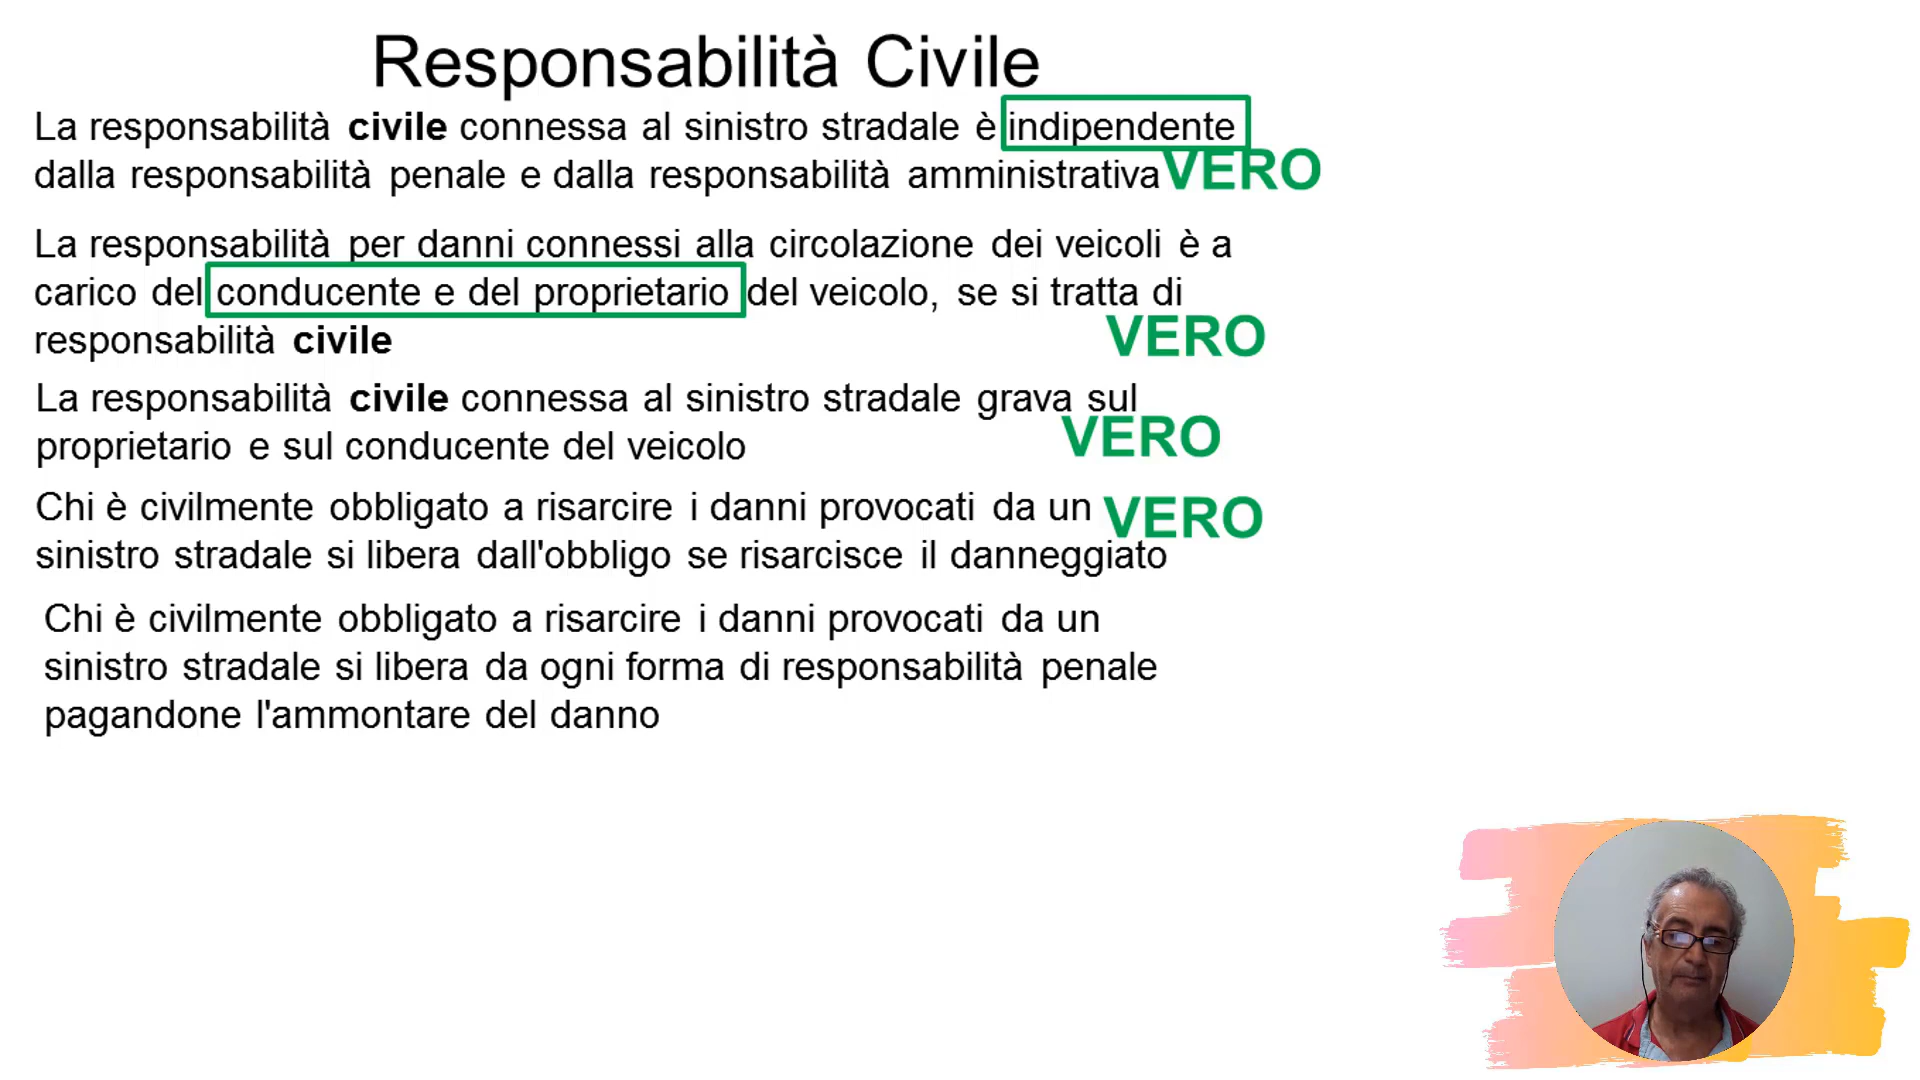 Responsabilità Civile
La responsabilità civile connessa al sinistro stradale è indipendente
dalla responsabilità penale e dalla responsabilità amministrativa VERO
La responsabilità per danni connessi alla circolazione dei veicoli è a
carico del conducente e del proprietario del veicolo, se si tratta di
responsabilità civile VERO
La responsabilità civile connessa al sinistro stradale grava sul
proprietario e sul conducente del veicolo VERO
Chi è civilmente obbligato a risarcire i danni provocati da un VERO
sinistro stradale si libera dall'obbligo se risarcisce il danneggiato
Chi è civilmente obbligato a risarcire i danni provocati da un
sinistro stradale si libera da ogni forma di responsabilità penale
pagandone l'ammontare del danno